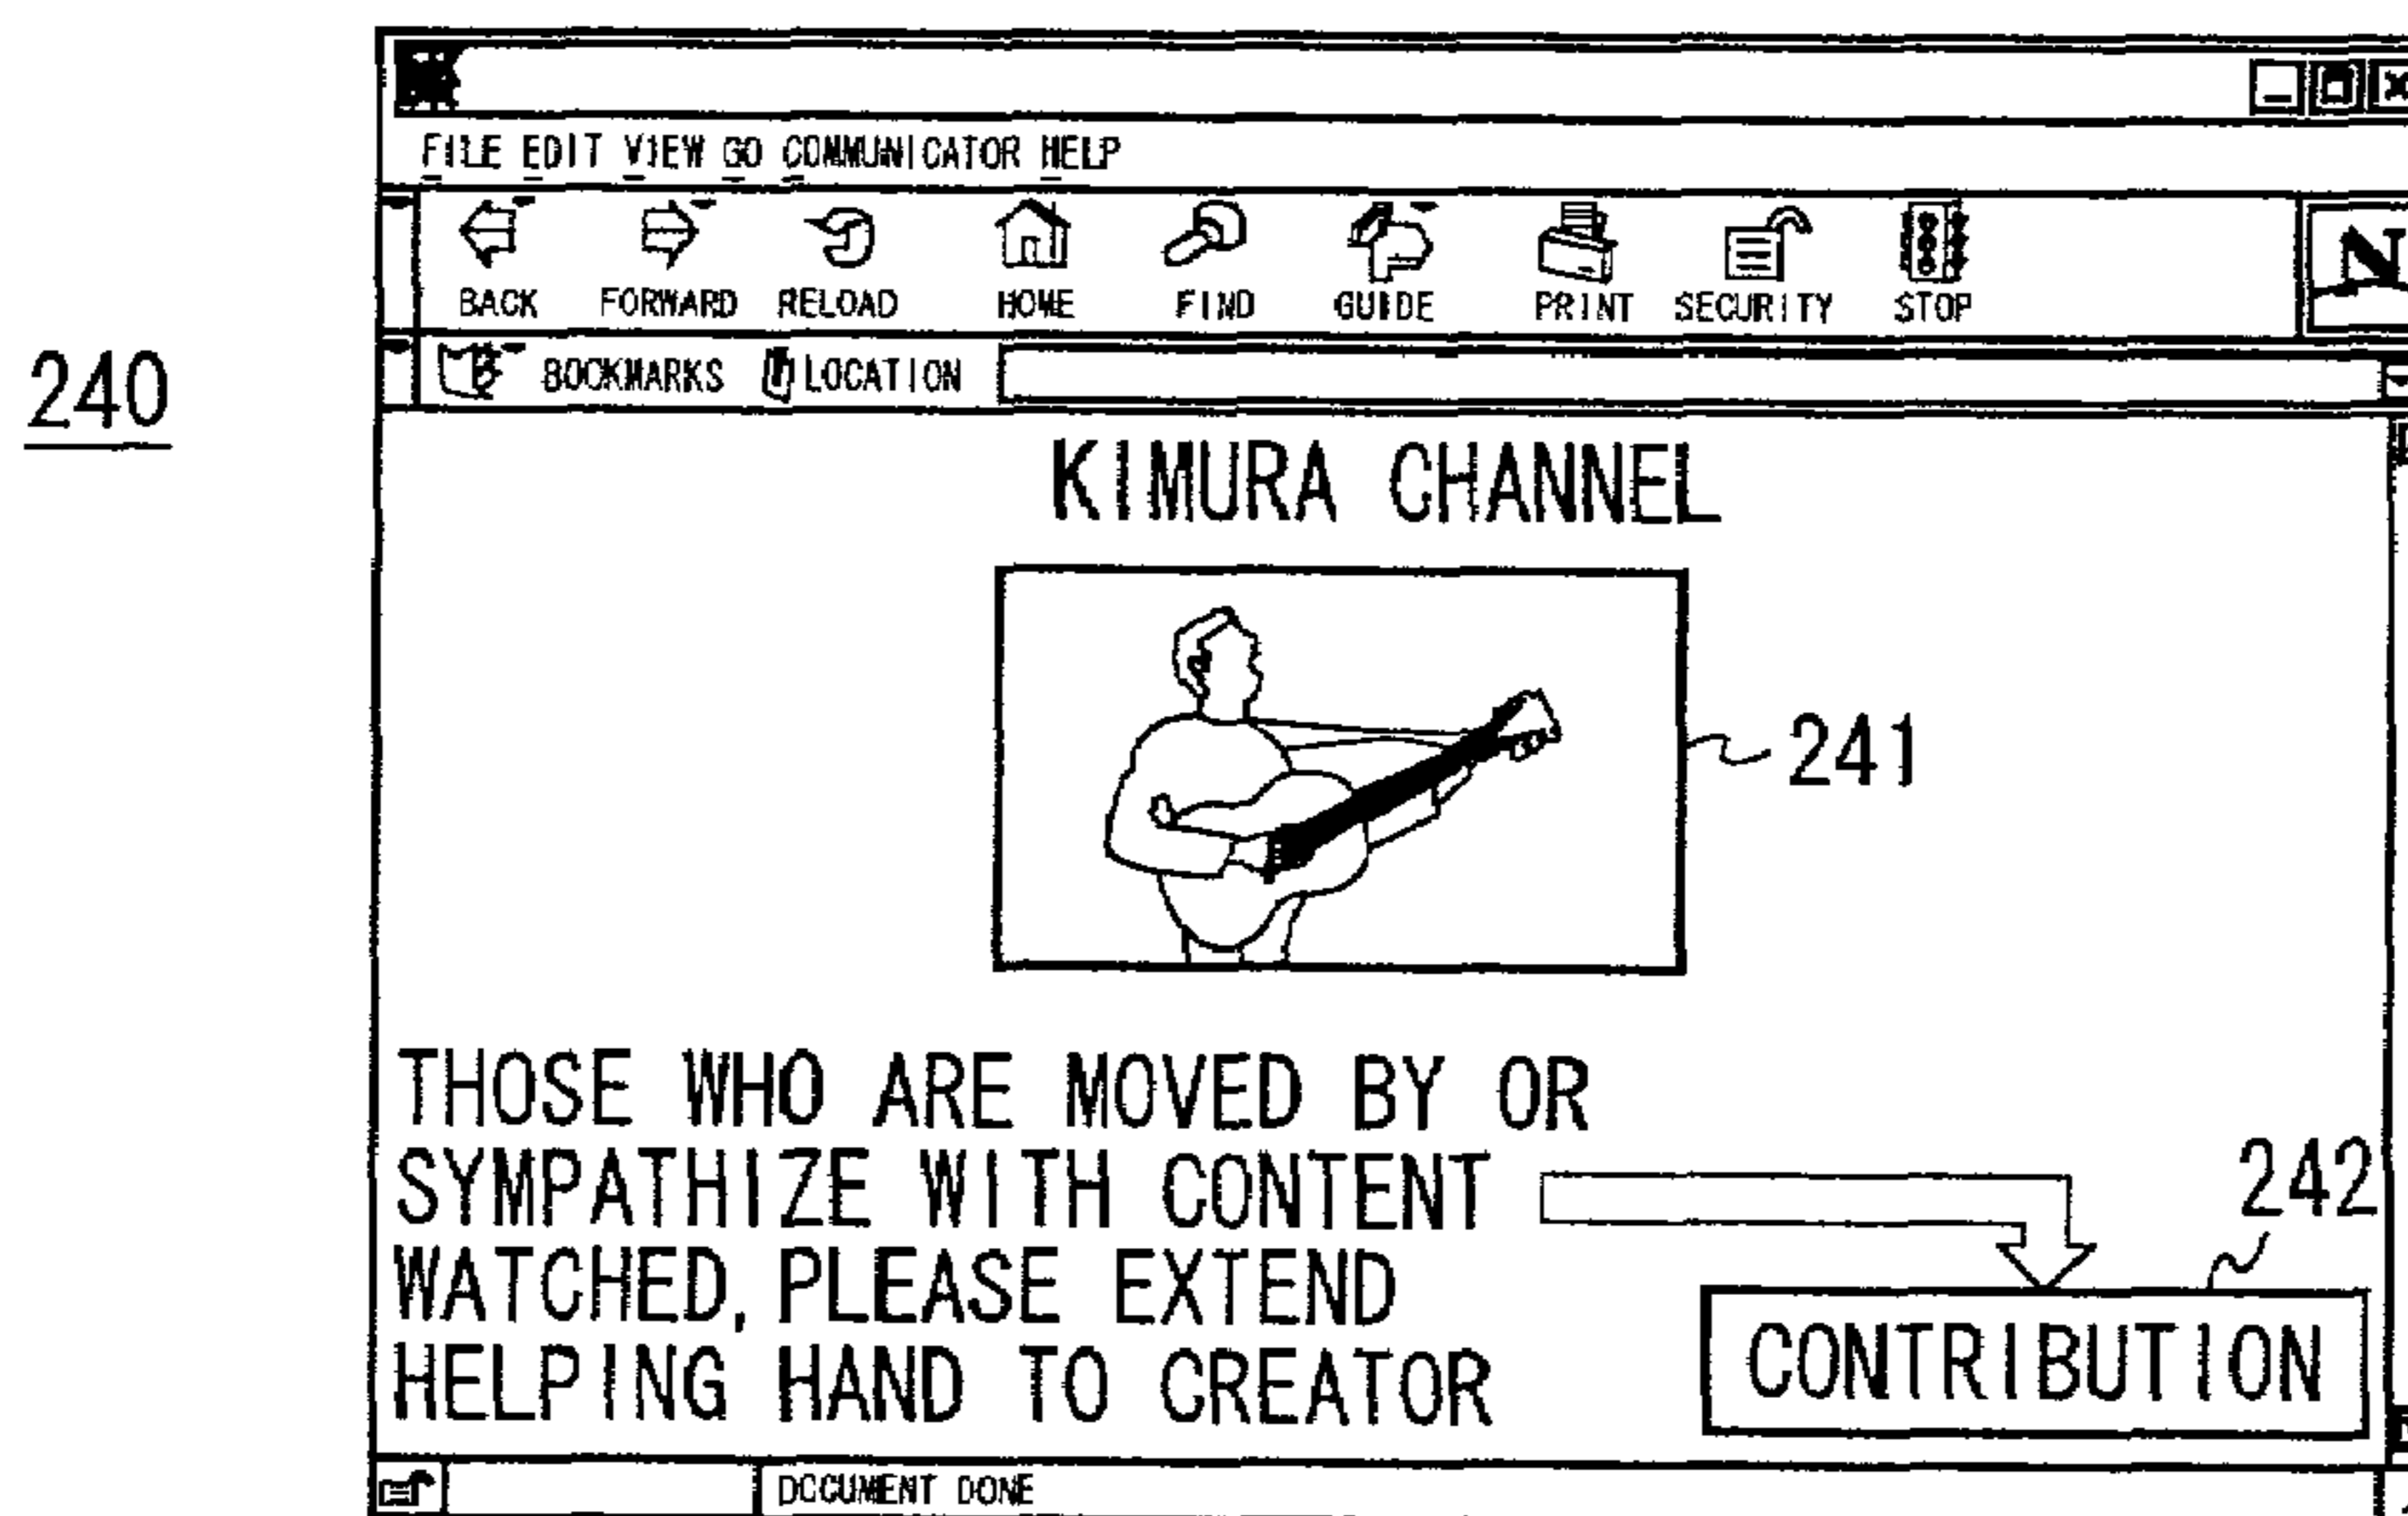 FILE EDIT VIEW GO COMMUNICATOR HELP
BACK FORWARD RELOAD HOME FIND GUIDE PRINT SECURITY STOP
N
BOOKMARKS LOCATION
240
KIMURA CHANNEL
241
THOSE WHO ARE MOVED BY OR
SYMPATHIZE WITH CONTENT
WATCHED, PLEASE EXTEND
HELPING HAND TO CREATOR
242
CONTRIBUTION
DOCUMENT DONE